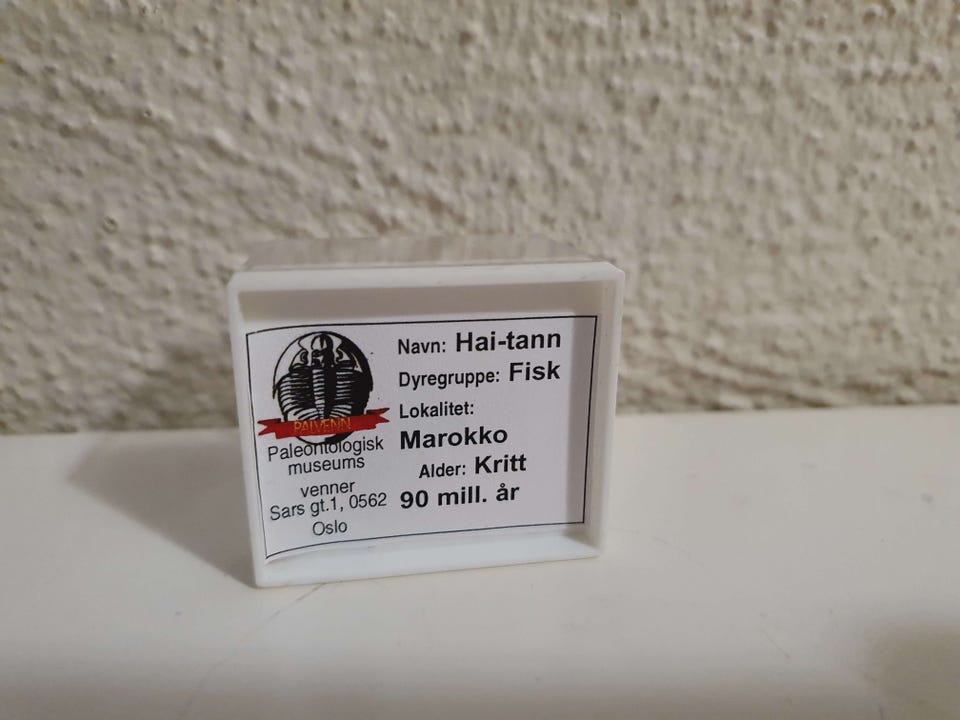 PALVENN
Paleontologisk
museums
venner
Sars gt.1, 0562
Oslo
Navn: Hai-tann
Dyregruppe: Fisk
Lokalitet:
Marokko
Alder: Kritt
90 mill. år